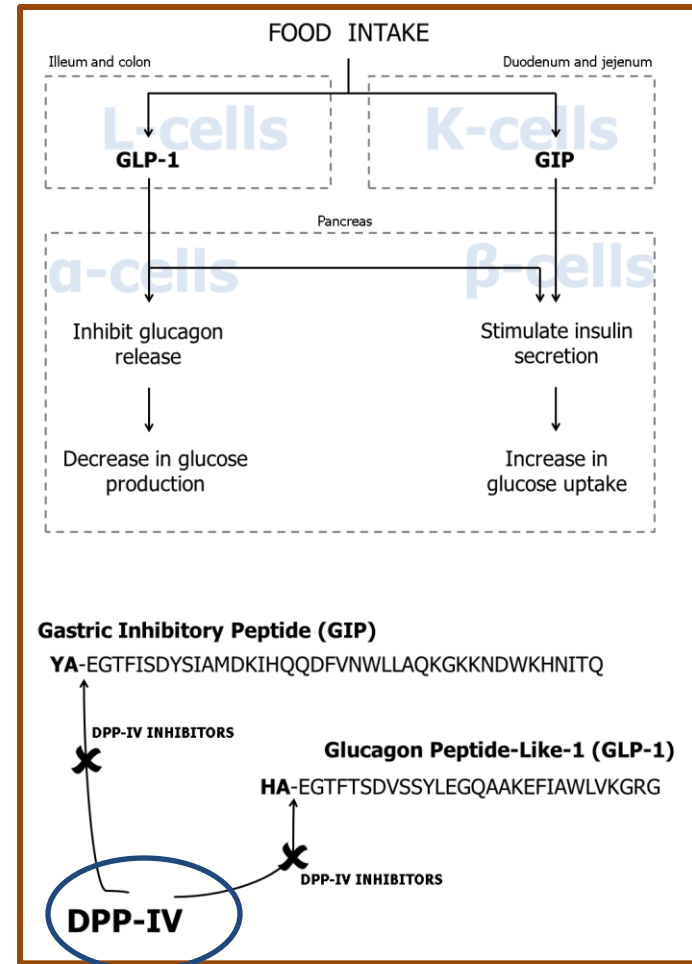 FOOD INTAKE
Illeum and colon
Duodenum and jejenum
L-cells
K-cells
GLP-1
GIP
Pancreas
α-cells
β-cells
Inhibit glucagon
release
Stimulate insulin
secretion
Decrease in glucose
production
Increase in
glucose uptake
Gastric Inhibitory Peptide (GIP)
YA-EGTFISDYSIAMDKIHQQDFVNWLLAQKGKKNDWKHNITQ
DPP-IV INHIBITORS
Glucagon Peptide-Like-1 (GLP-1)
HA-EGTFTSDVSSYLEGQAAKEFIAWLVKGRG
DPP-IV INHIBITORS
DPP-IV